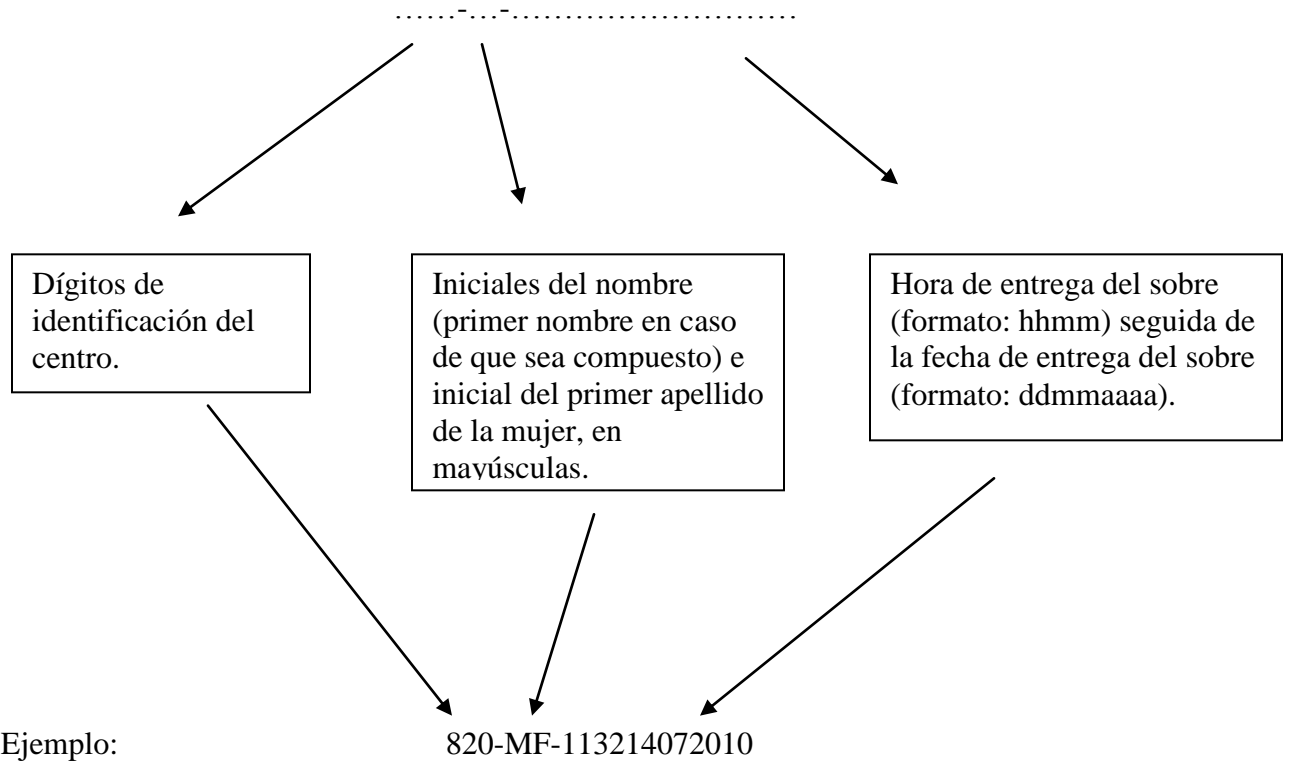 ……-…-………………………
Dígitos de
identificación del
centro.
Iniciales del nombre
(primer nombre en caso
de que sea compuesto) e
inicial del primer apellido
de la mujer, en
mayúsculas.
Hora de entrega del sobre
(formato: hhmm) seguida de
la fecha de entrega del sobre
(formato: ddmmaaaa).
Ejemplo: 820-MF-113214072010